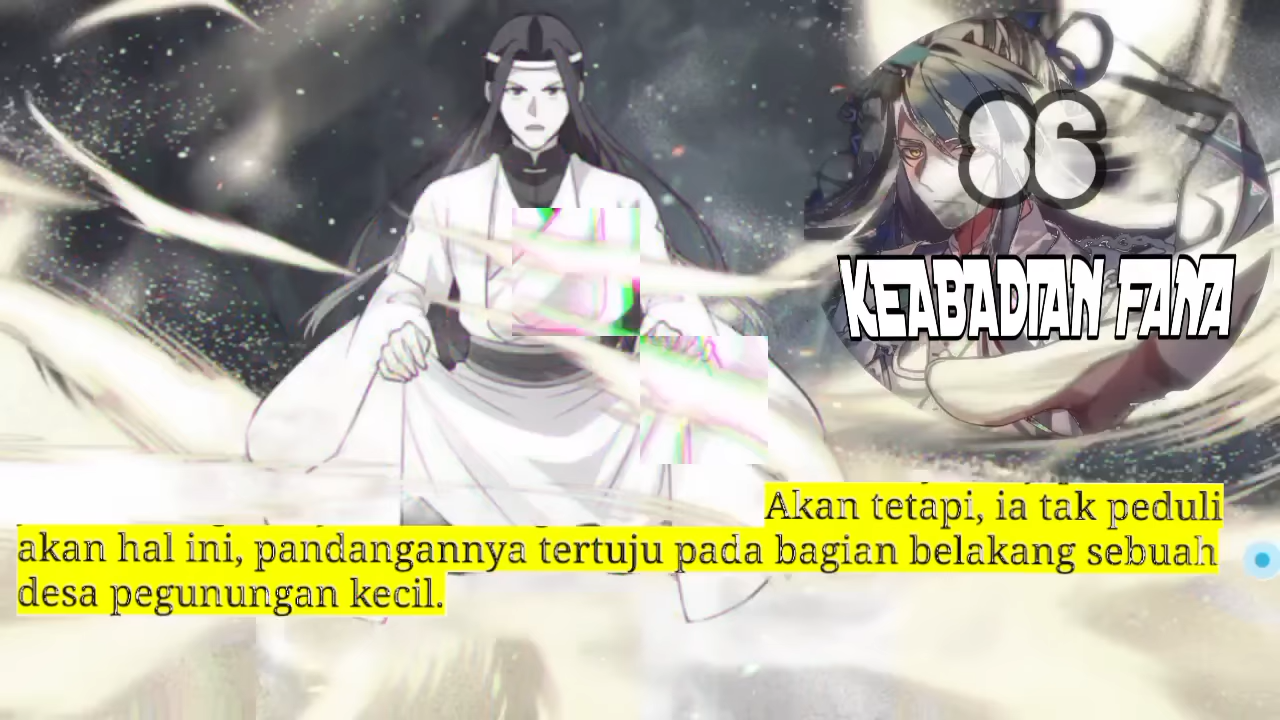 86
KEABADIAN FANA
Akan tetapi, ia tak peduli
akan hal ini, pandangannya tertuju pada bagian belakang sebuah
desa pegunungan kecil.